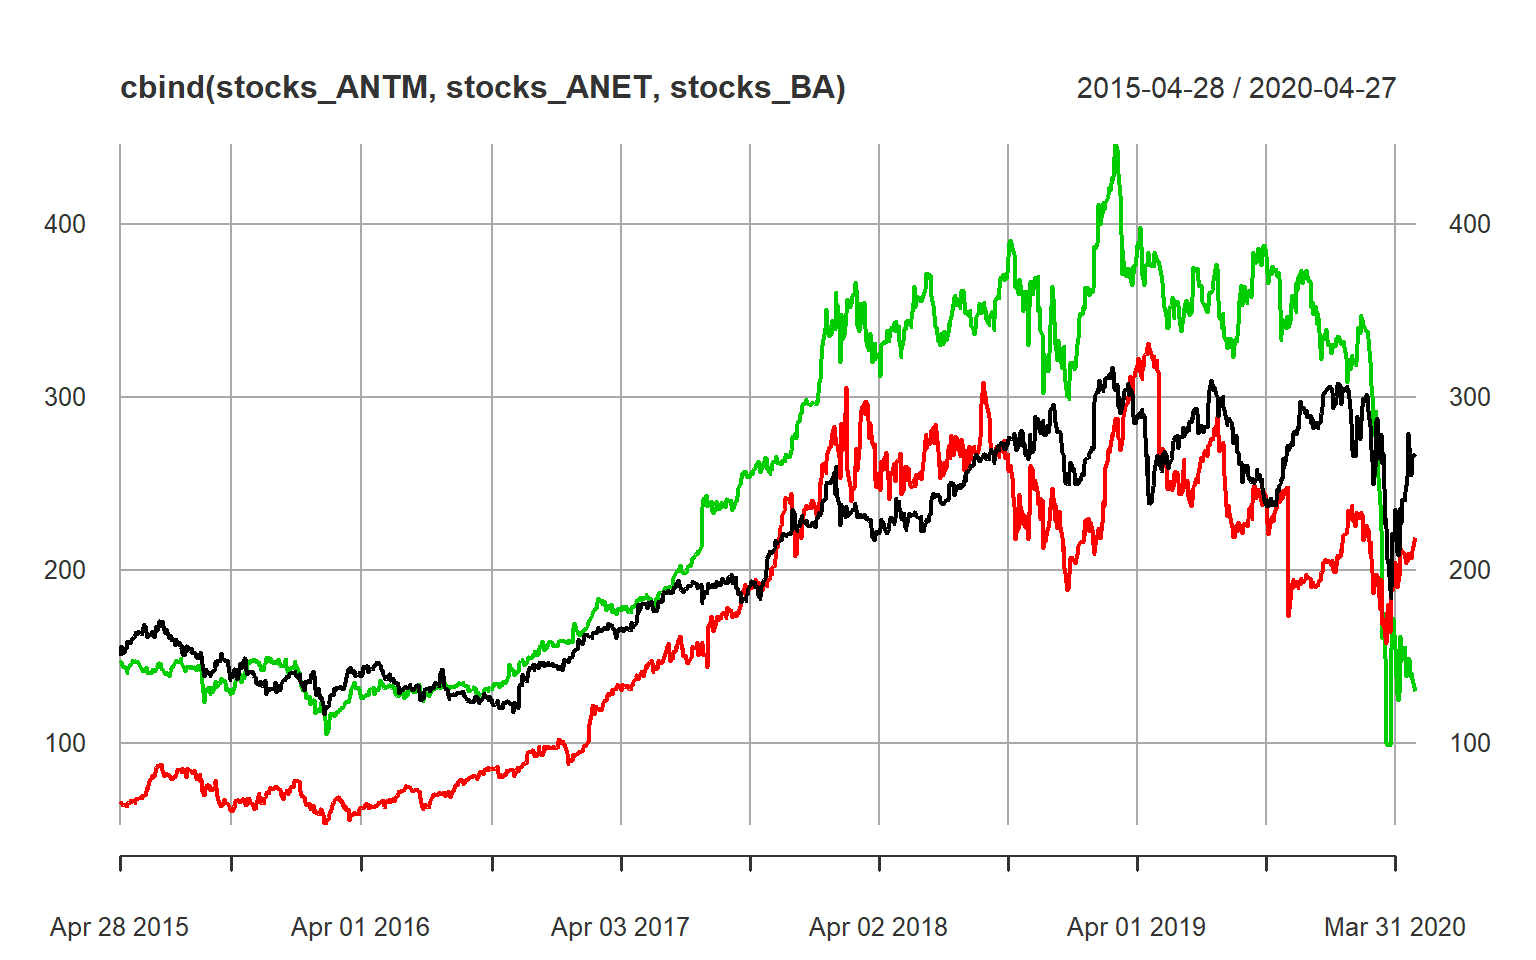 cbind(stocks_ANTM, stocks_ANET, stocks_BA) 2015-04-28 / 2020-04-27
400 400
300 300
200 200
100 100
Apr 28 2015 Apr 01 2016 Apr 03 2017 Apr 02 2018 Apr 01 2019 Mar 31 2020